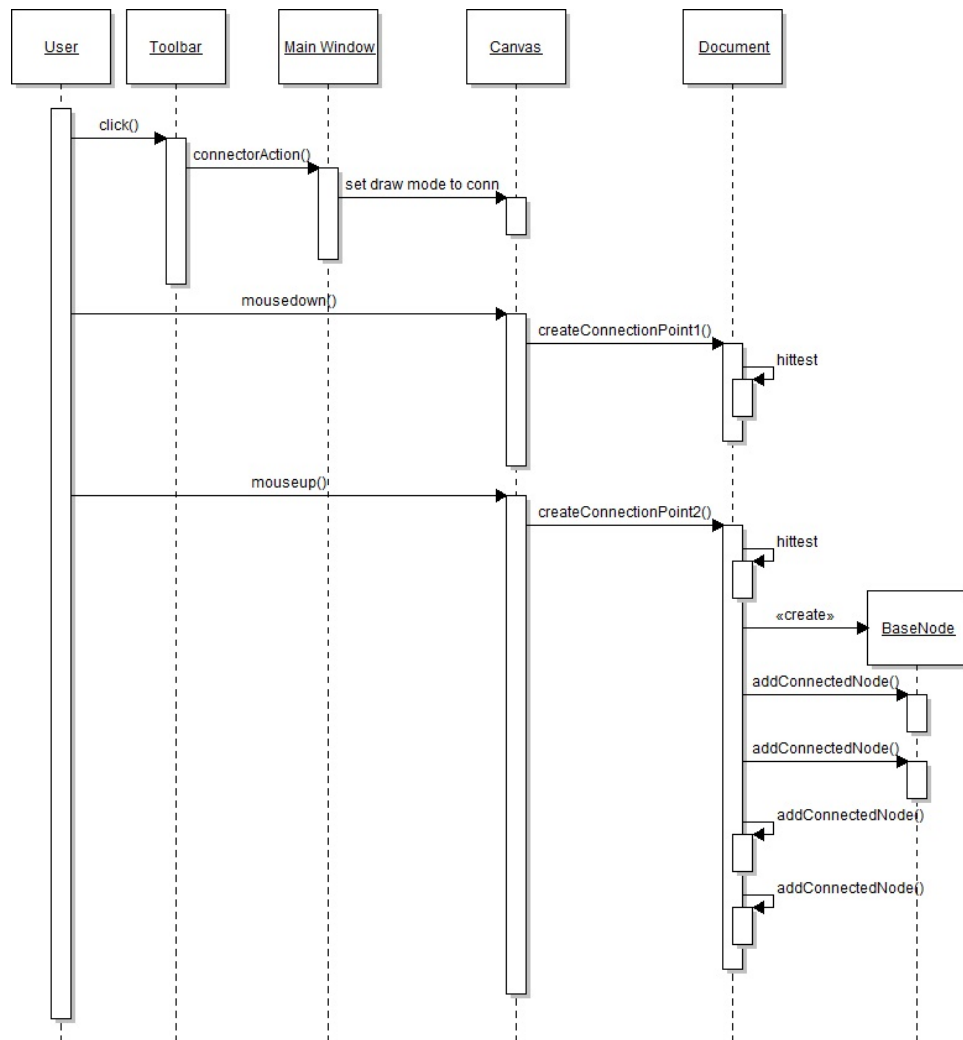 User
Toolbar
Main Window
Canvas
Document
click()
connectorAction()
set draw mode to conn
mousedown()
createConnectionPoint1()
hittest
mouseup()
createConnectionPoint2()
hittest
«create»
BaseNode
addConnectedNode()
addConnectedNode()
addConnectedNode()
addConnectedNode()